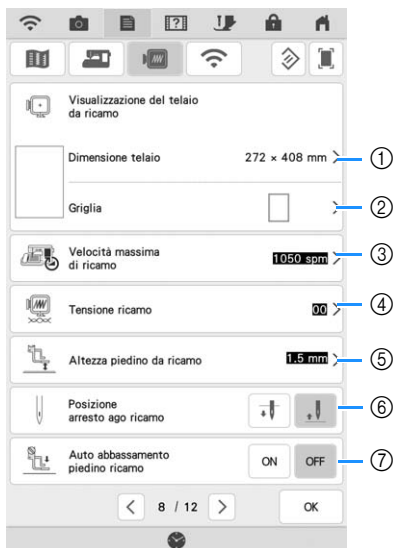 Visualizzazione del telaio
da ricamo
Dimensione telaio 272 × 408 mm ①
Griglia ②
Velocità massima
di ricamo 1050 spm ③
Tensione ricamo 00 ④
Altezza piedino da ricamo 1.5 mm ⑤
Posizione
arresto ago ricamo ⑥
Auto abbassamento
piedino ricamo ON OFF ⑦
8 / 12 OK